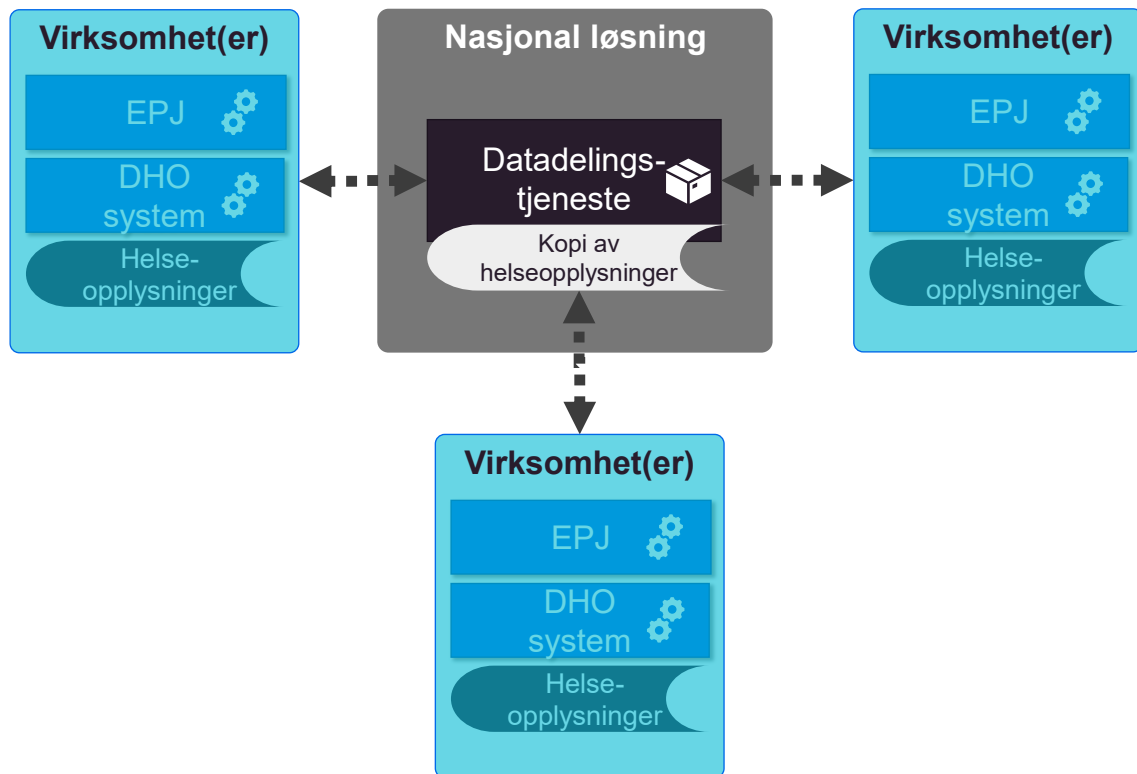 Virksomhet(er)
EPJ
DHO
system
Helse-
opplysninger
Nasjonal løsning
Datadelings-
tjeneste
Kopi av
helseopplysninger
Virksomhet(er)
EPJ
DHO
system
Helse-
opplysninger
Virksomhet(er)
EPJ
DHO
system
Helse-
opplysninger